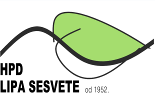 HPD
LIPA SESVETE od 1952.